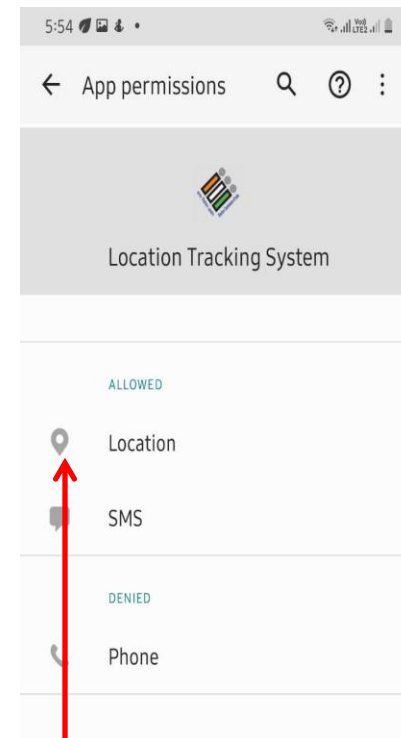 5:54
App permissions
Location Tracking System
ALLOWED
Location
SMS
DENIED
Phone